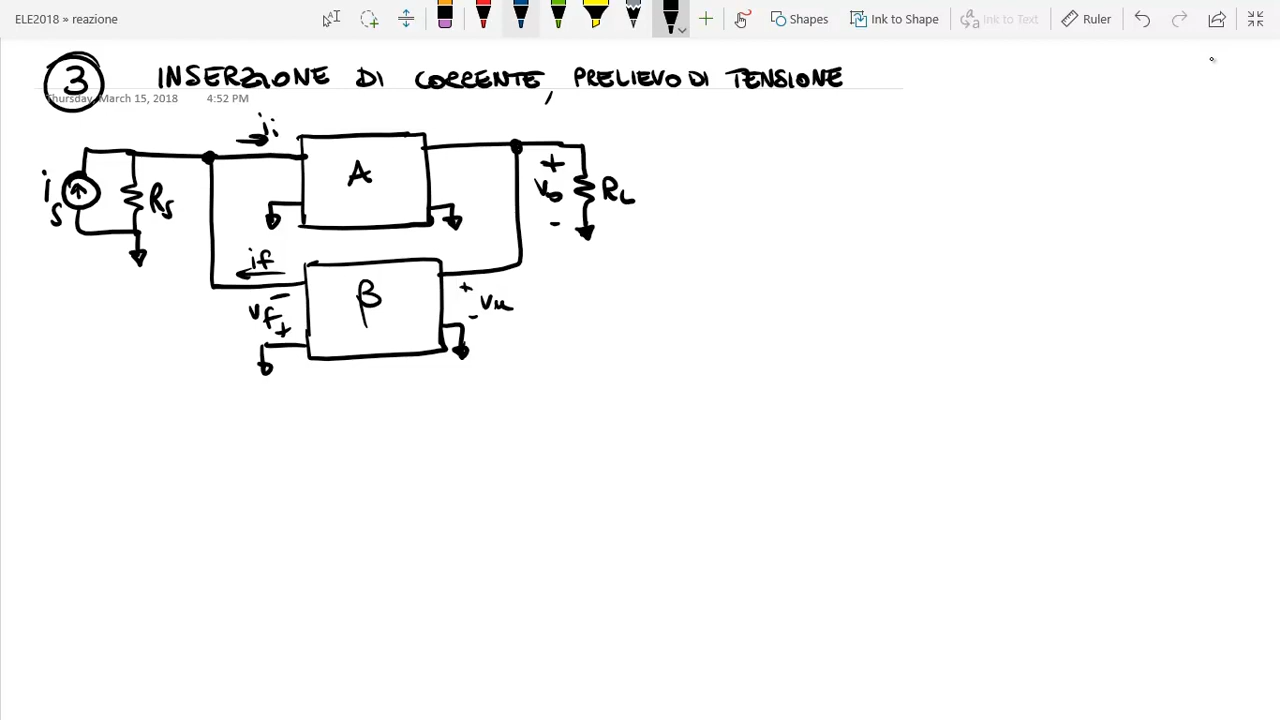 ELE2018 » reazione
Shapes
Ink to Shape
Ink to Text
Ruler
3 INSERZIONE DI CORRENTE, PRELIEVO DI TENSIONE
Thursday, March 15, 2018 4:52 PM
ii
A
is
Rs
+
vo
-
RL
if
β
vf
-
+
+
vu
-